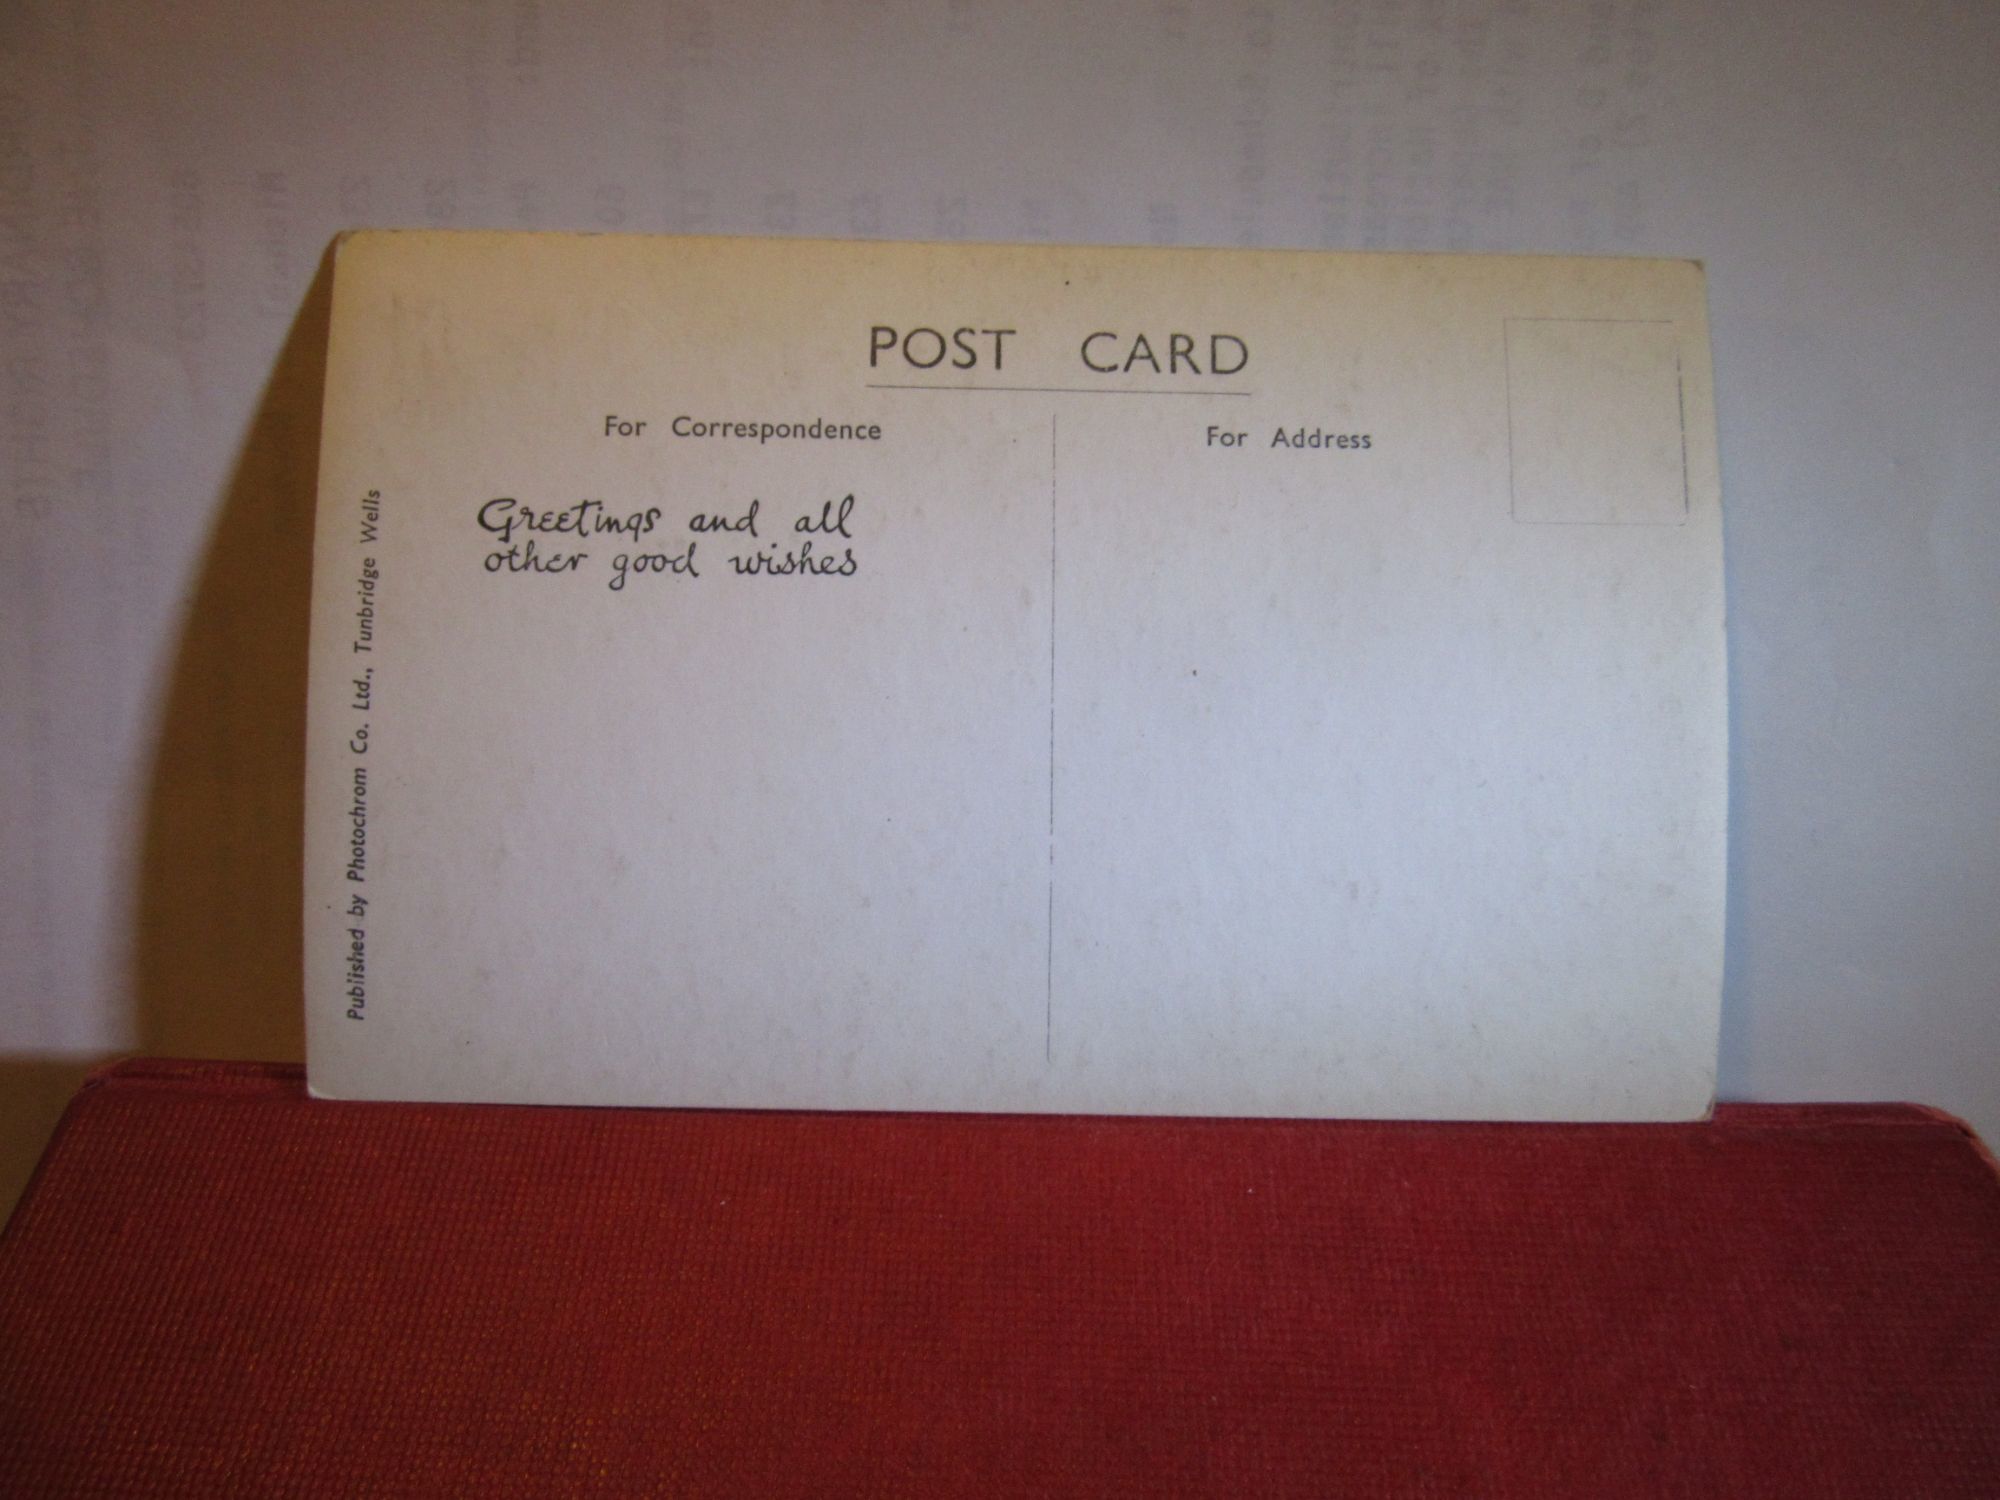 POST CARD
For Correspondence
For Address
Greetings and all
other good wishes
Published by Photochrom Co. Ltd., Tunbridge Wells